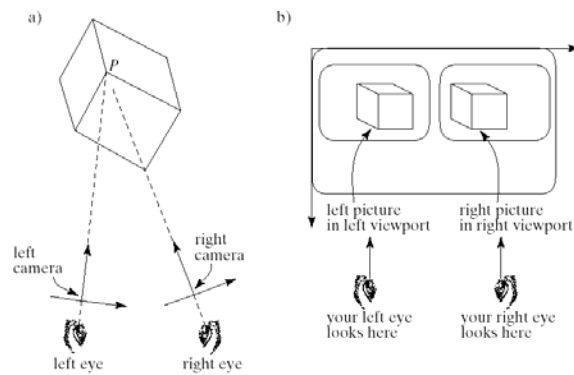 a)
P
left
camera
right
camera
left eye
right eye
b)
left picture
in left viewport
right picture
in right viewport
your left eye
looks here
your right eye
looks here